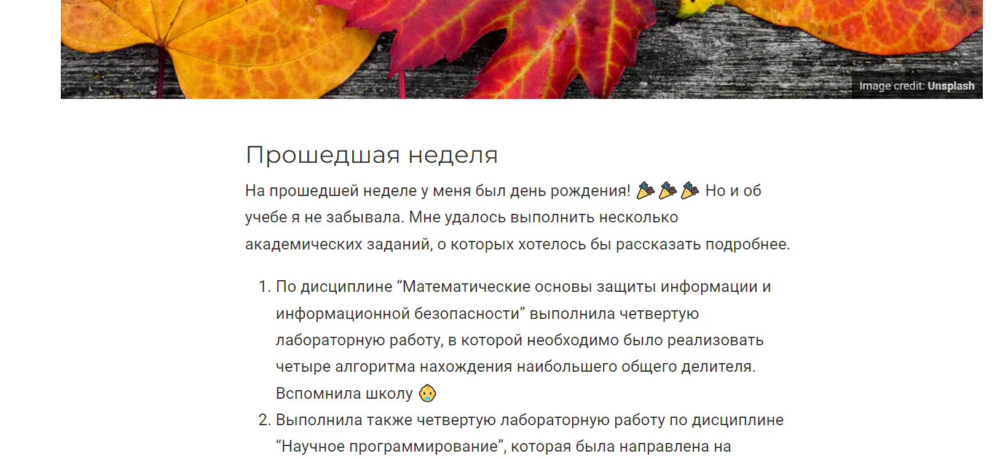 Image credit: Unsplash
Прошедшая неделя
На прошедшей неделе у меня был день рождения! 🎉🎉🎉 Но и об
учебе я не забывала. Мне удалось выполнить несколько
академических заданий, о которых хотелось бы рассказать подробнее.
1. По дисциплине “Математические основы защиты информации и
информационной безопасности” выполнила четвертую
лабораторную работу, в которой необходимо было реализовать
четыре алгоритма нахождения наибольшего общего делителя.
Вспомнила школу 👶
2. Выполнила также четвертую лабораторную работу по дисциплине
“Научное программирование”, которая была направлена на